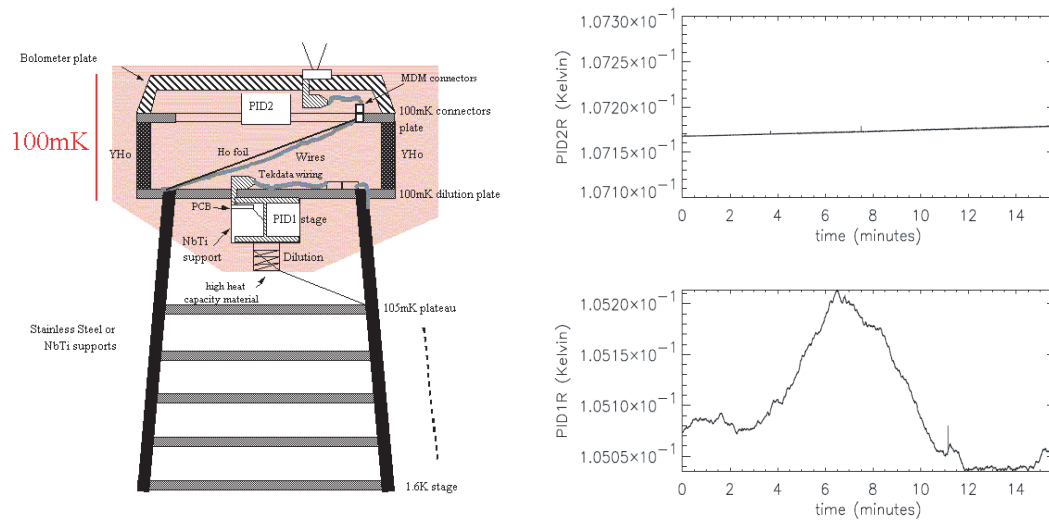 Bolometer plate
MDM connectors
PID2
100mK connectors
plate
100mK
YHo
Ho foil
Wires
YHo
Tekdata wiring
100mK dilution plate
PCB
PID1 stage
NbTi
support
Dilution
high heat
capacity material
105mK plateau
Stainless Steel or
NbTi supports
1.6K stage
PID2R (Kelvin)
1.0730×10⁻¹
1.0725×10⁻¹
1.0720×10⁻¹
1.0715×10⁻¹
1.0710×10⁻¹
0 2 4 6 8 10 12 14
time (minutes)
PID1R (Kelvin)
1.0520×10⁻¹
1.0515×10⁻¹
1.0510×10⁻¹
1.0505×10⁻¹
0 2 4 6 8 10 12 14
time (minutes)